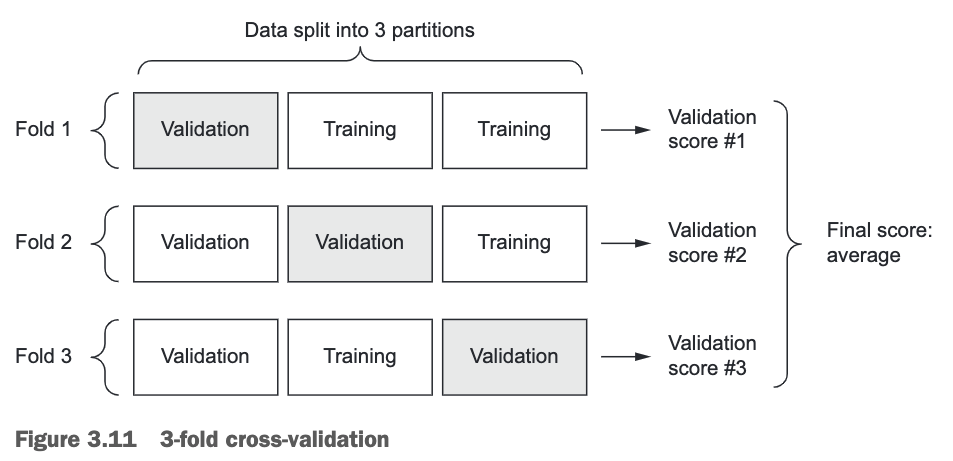 Data split into 3 partitions
Fold 1
Validation
Training
Training
Validation
score #1
Fold 2
Validation
Validation
Training
Validation
score #2
Final score:
average
Fold 3
Validation
Training
Validation
Validation
score #3
Figure 3.11 3-fold cross-validation